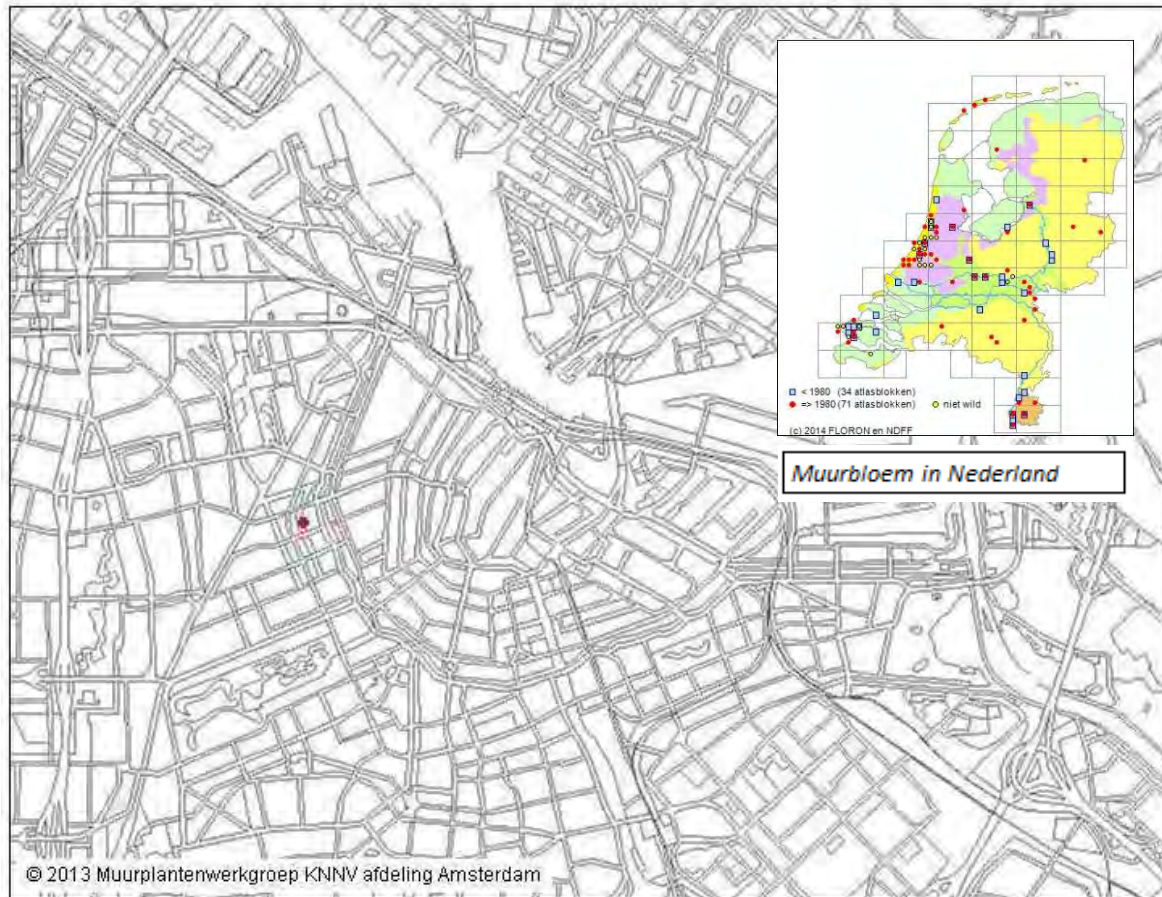 < 1980 (34 atlasblokken)
=> 1980 (71 atlasblokken) niet wild
(c) 2014 FLORON en NDFF
Muurbloem in Nederland
© 2013 Muurplantenwerkgroep KNNV afdeling Amsterdam